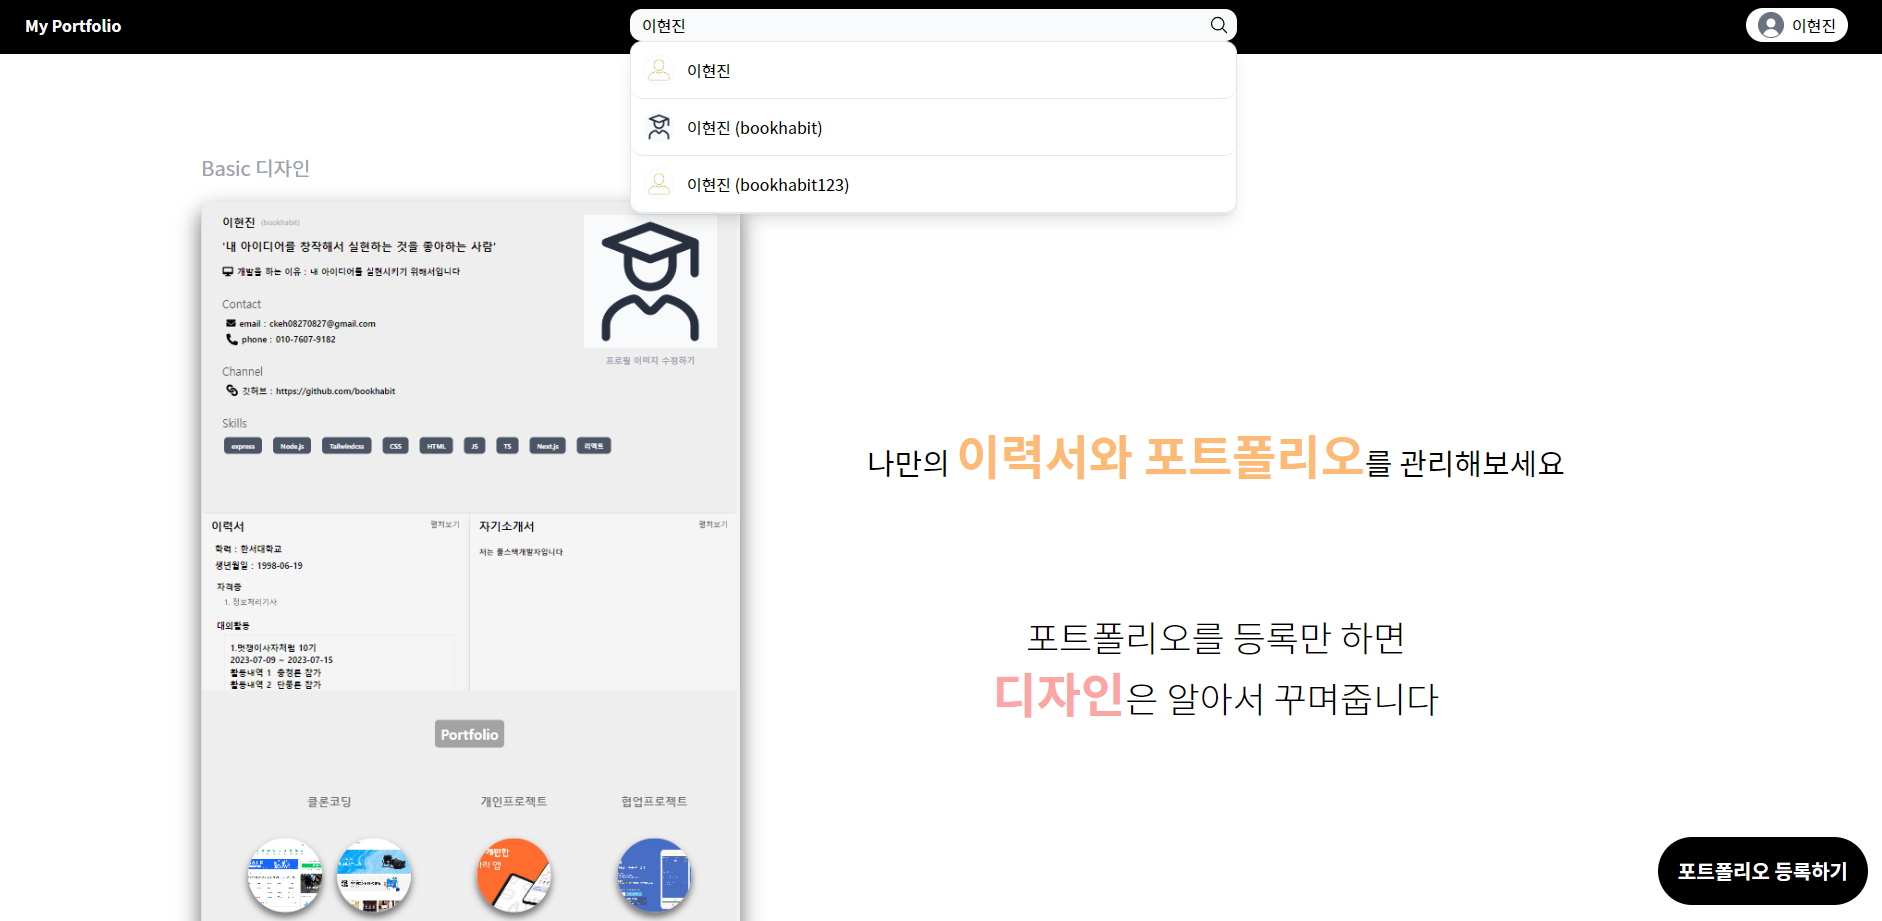 My Portfolio
이현진
이현진
이현진
이현진 (bookhabit)
이현진 (bookhabit123)
Basic 디자인
이현진 (bookhabit)
'내 아이디어를 창작해서 실현하는 것을 좋아하는 사람'
개발을 하는 이유 : 내 아이디어를 실현시키기 위해서입니다
Contact
email : ckeh08270827@gmail.com
phone : 010-7607-9182
프로필 이미지 수정하기
Channel
깃허브 : https://github.com/bookhabit
Skills
express Node.js Tailwindcss CSS HTML JS TS Next.js 리액트
이력서 펼쳐보기
학력 : 한서대학교
생년월일 : 1998-06-19
자격증
1. 정보처리기사
대외활동
1.멋쟁이사자처럼 10기
2023-07-09 ~ 2023-07-15
활동내역 1 중청톤 참가
활동내역 2 단풍톤 참가
자기소개서 펼쳐보기
저는 풀스택개발자입니다
Portfolio
클론코딩 개인프로젝트 협업프로젝트
나만의 이력서와 포트폴리오를 관리해보세요
포트폴리오를 등록만 하면
디자인은 알아서 꾸며줍니다
포트폴리오 등록하기